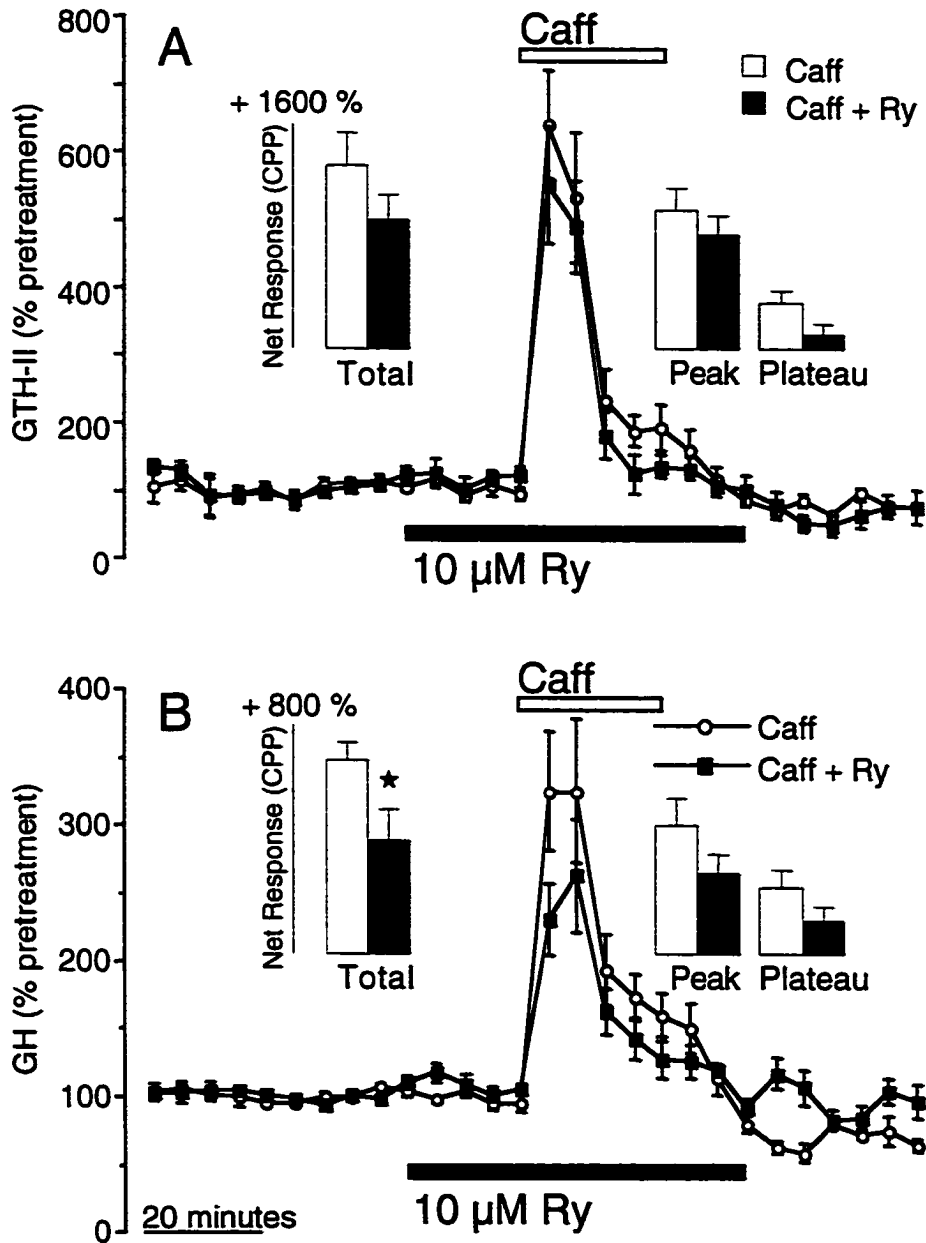 800
600
400
200
0
GTH-II (% pretreatment)
A
Caff
Caff
Caff + Ry
+ 1600 %
Net Response (CPP)
Total
Peak
Plateau
10 µM Ry
400
300
200
100
0
GH (% pretreatment)
B
Caff
Caff
Caff + Ry
+ 800 %
Net Response (CPP)
★
Total
Peak
Plateau
10 µM Ry
20 minutes